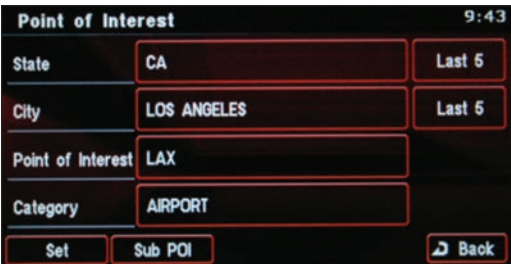 Point of Interest 9:43
State CA Last 5
City LOS ANGELES Last 5
Point of Interest LAX
Category AIRPORT
Set Sub POI Back